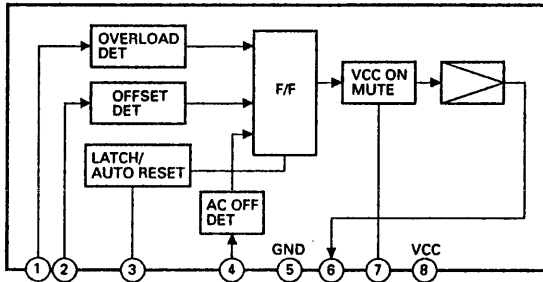 OVERLOAD
DET
OFFSET
DET
F/F
VCC ON
MUTE
LATCH/
AUTO RESET
AC OFF
DET
GND
VCC
1
2
3
4
5
6
7
8